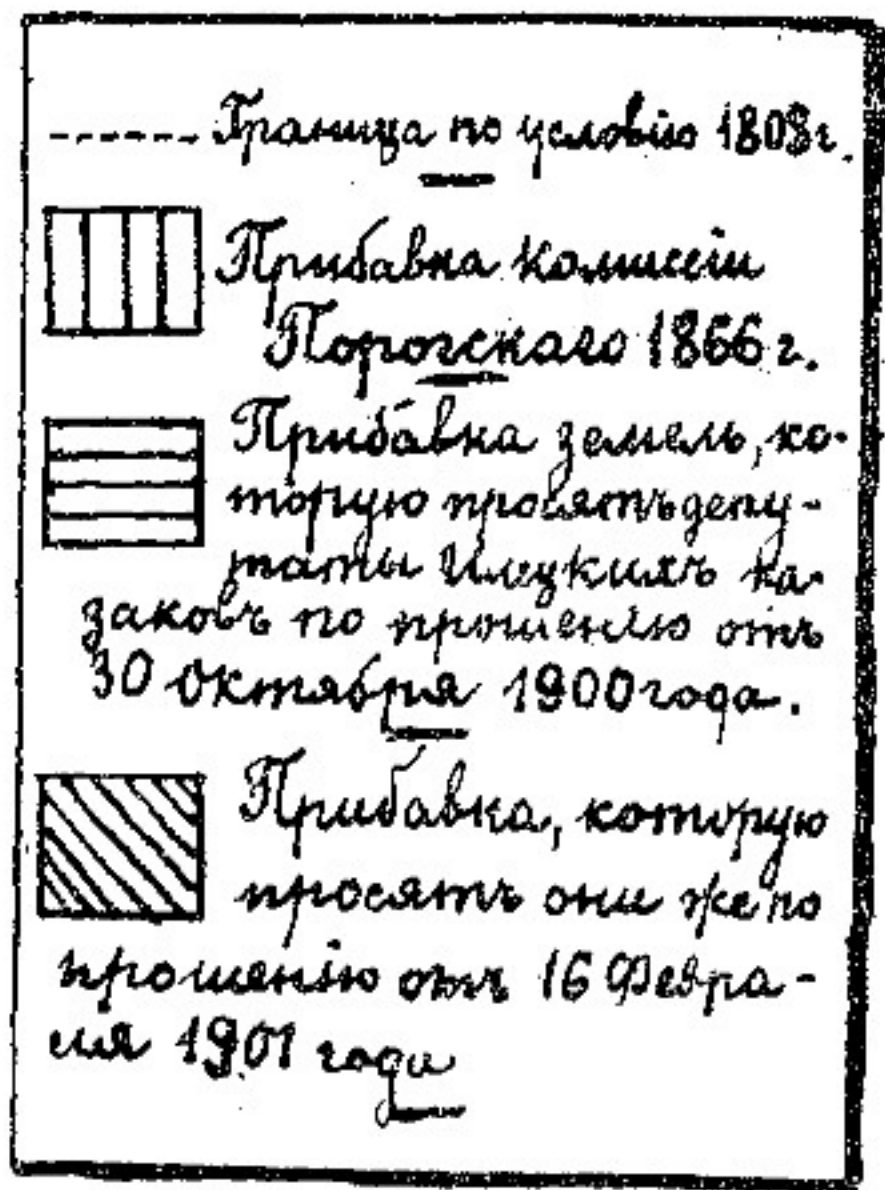 Граница по условію 1808 г.
Прибавка комиссіи
Порогскаго 1866 г.
Прибавка земель, ко-
торую просятъ депу-
таты Илецкихъ ка-
заковъ по прошенію отъ
30 Октября 1900 года.
Прибавка, которую
просятъ они же по
прошенію отъ 16 Февра-
ля 1901 года